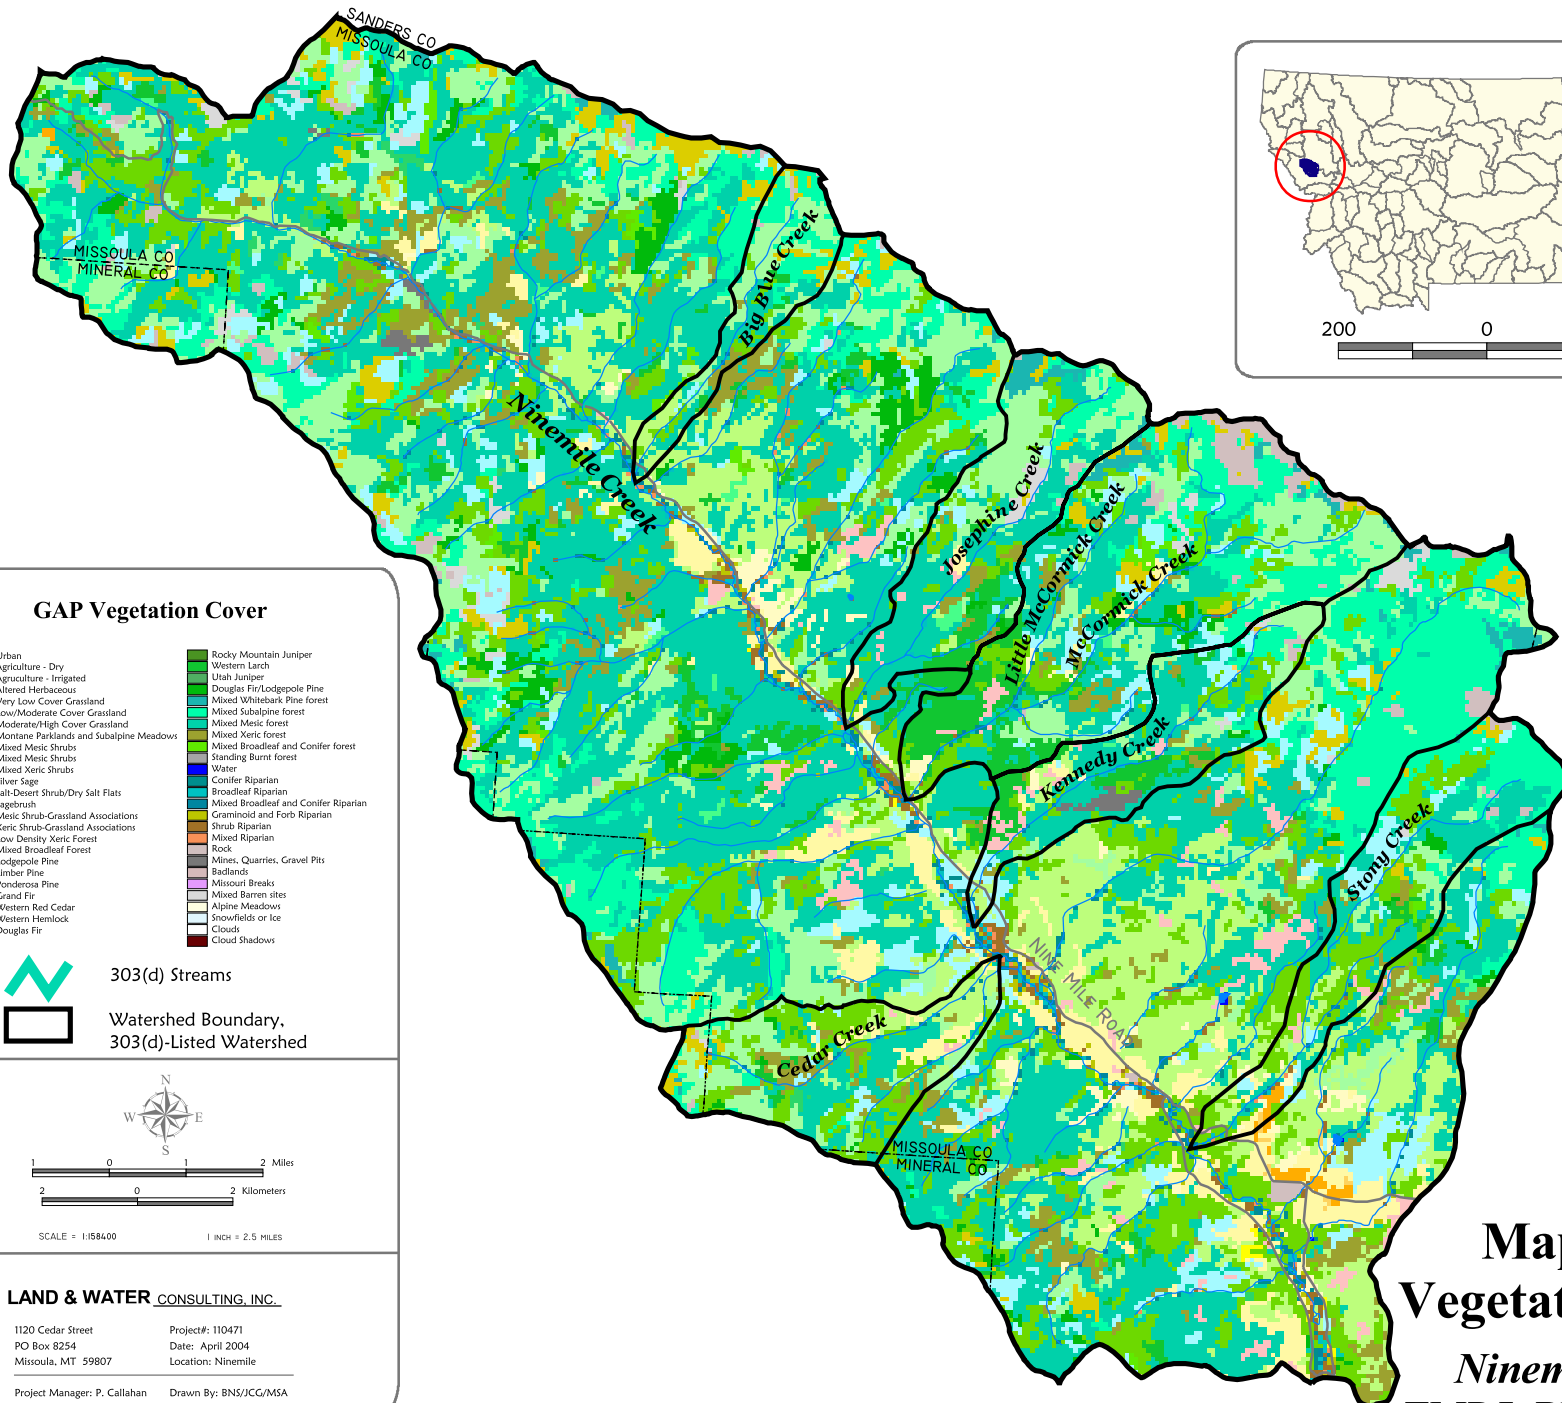 SANDERS CO
MISSOULA CO
MISSOULA CO
MINERAL CO
Big Blue Creek
Ninemile Creek
Josephine Creek
Little McCormick Creek
McCormick Creek
Kennedy Creek
Stony Creek
NINE MILE ROAD
Cedar Creek
MISSOULA CO
MINERAL CO
200 0
GAP Vegetation Cover
Urban
Agriculture - Dry
Agruculture - Irrigated
Altered Herbaceous
Very Low Cover Grassland
Low/Moderate Cover Grassland
Moderate/High Cover Grassland
Montane Parklands and Subalpine Meadows
Mixed Mesic Shrubs
Mixed Mesic Shrubs
Mixed Xeric Shrubs
ilver Sage
alt-Desert Shrub/Dry Salt Flats
agebrush
Mesic Shrub-Grassland Associations
Xeric Shrub-Grassland Associations
Low Density Xeric Forest
Mixed Broadleaf Forest
Lodgepole Pine
Limber Pine
Ponderosa Pine
Grand Fir
Western Red Cedar
Western Hemlock
Douglas Fir
Rocky Mountain Juniper
Western Larch
Utah Juniper
Douglas Fir/Lodgepole Pine
Mixed Whitebark Pine forest
Mixed Subalpine forest
Mixed Mesic forest
Mixed Xeric forest
Mixed Broadleaf and Conifer forest
Standing Burnt forest
Water
Conifer Riparian
Broadleaf Riparian
Mixed Broadleaf and Conifer Riparian
Graminoid and Forb Riparian
Shrub Riparian
Mixed Riparian
Rock
Mines, Quarries, Gravel Pits
Badlands
Missouri Breaks
Mixed Barren sites
Alpine Meadows
Snowfields or Ice
Clouds
Cloud Shadows
303(d) Streams
Watershed Boundary,
303(d)-Listed Watershed
N
W E
S
1 0 1 2 Miles
2 0 2 Kilometers
SCALE = 1:158400 1 INCH = 2.5 MILES
LAND & WATER CONSULTING, INC.
1120 Cedar Street
PO Box 8254
Missoula, MT 59807
Project#: 110471
Date: April 2004
Location: Ninemile
Project Manager: P. Callahan Drawn By: BNS/JCG/MSA
Map
Vegetat
Ninem